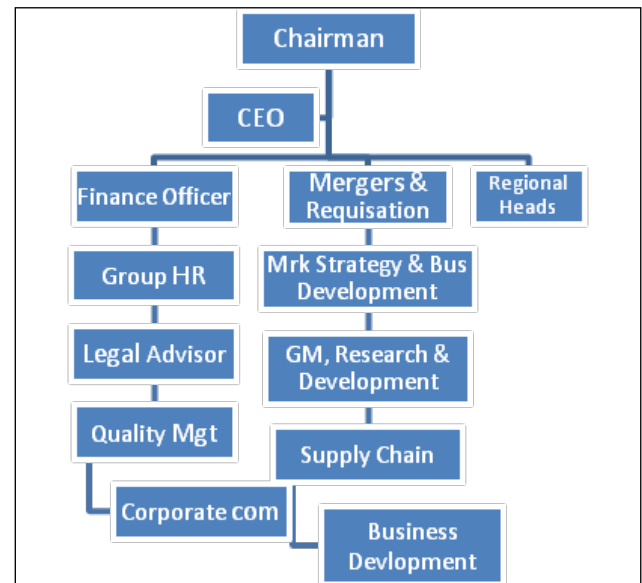 Chairman
CEO
Finance Officer
Mergers &
Requisation
Regional
Heads
Group HR
Mrk Strategy & Bus
Development
Legal Advisor
GM, Research &
Development
Quality Mgt
Supply Chain
Corporate com
Business
Devlopment